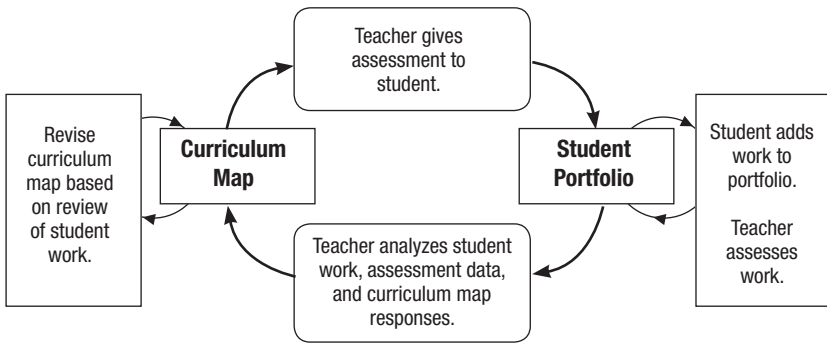 Teacher gives
assessment to
student.
Revise
curriculum
map based
on review
of student
work.
Curriculum
Map
Student
Portfolio
Student adds
work to
portfolio.
Teacher
assesses
work.
Teacher analyzes student
work, assessment data,
and curriculum map
responses.